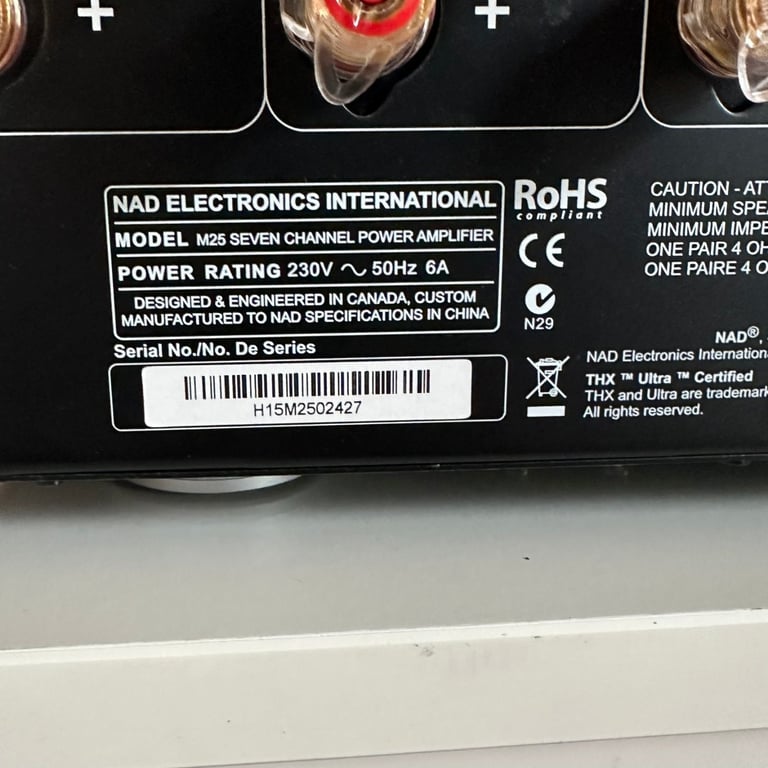 + +
NAD ELECTRONICS INTERNATIONAL
MODEL M25 SEVEN CHANNEL POWER AMPLIFIER
POWER RATING 230V ~ 50Hz 6A
DESIGNED & ENGINEERED IN CANADA, CUSTOM
MANUFACTURED TO NAD SPECIFICATIONS IN CHINA
Serial No./No. De Series
H15M2502427
RoHS
compliant
CE
N29
CAUTION - AT
MINIMUM SPE
MINIMUM IMPE
ONE PAIR 4 OH
ONE PAIRE 4 O
NAD®,
NAD Electronics Internation
THX ™ Ultra ™ Certified
THX and Ultra are trademar
All rights reserved.